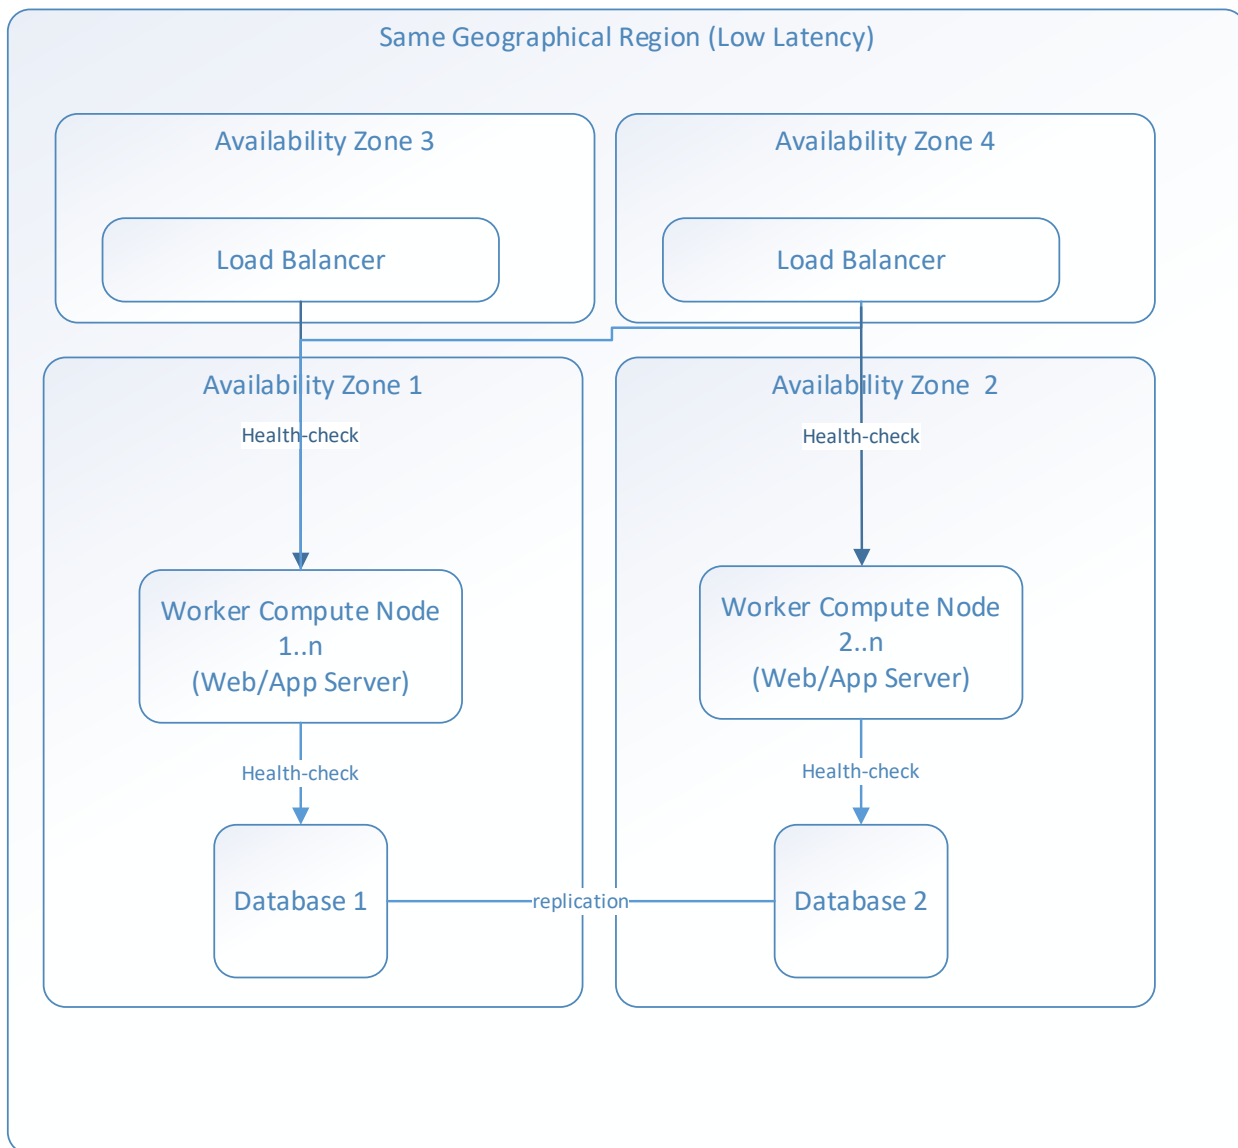 Same Geographical Region (Low Latency)
Availability Zone 3
Availability Zone 4
Load Balancer
Load Balancer
Availability Zone 1
Availability Zone  2
Health-check
Health-check
Worker Compute Node
1..n
(Web/App Server)
Worker Compute Node
2..n
(Web/App Server)
Health-check
Health-check
Database 1
replication
Database 2